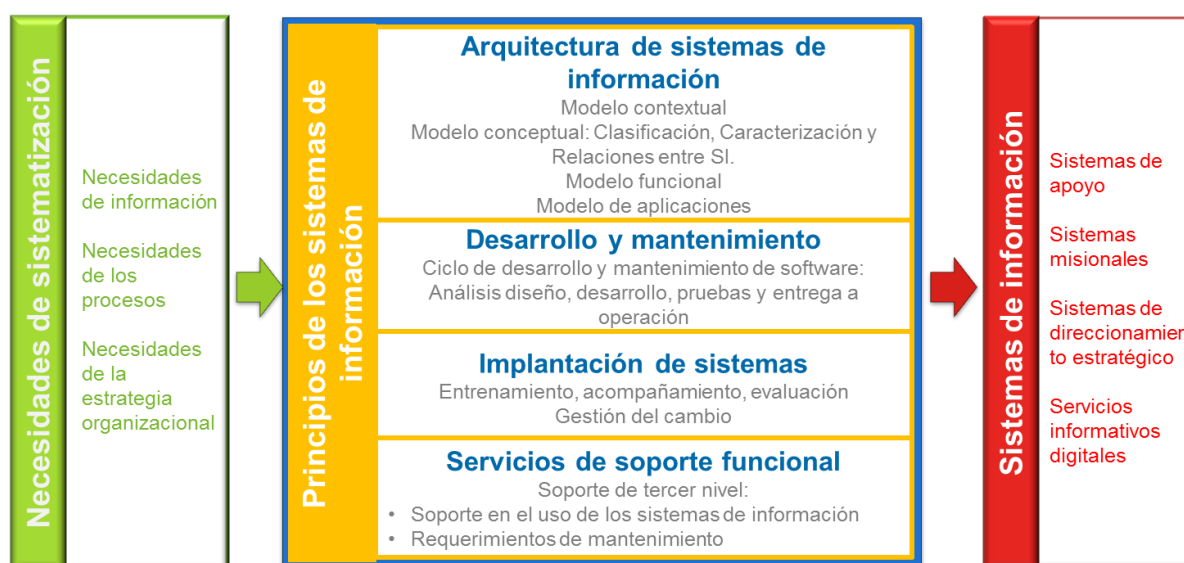 Necesidades de sistematización
Necesidades
de información
Necesidades
de los
procesos
Necesidades
de la
estrategia
organizacional
Principios de los sistemas de
información
Arquitectura de sistemas de
información
Modelo contextual
Modelo conceptual: Clasificación, Caracterización y
Relaciones entre SI.
Modelo funcional
Modelo de aplicaciones
Desarrollo y mantenimiento
Ciclo de desarrollo y mantenimiento de software:
Análisis diseño, desarrollo, pruebas y entrega a
operación
Implantación de sistemas
Entrenamiento, acompañamiento, evaluación
Gestión del cambio
Servicios de soporte funcional
Soporte de tercer nivel:
• Soporte en el uso de los sistemas de información
• Requerimientos de mantenimiento
Sistemas de información
Sistemas de
apoyo
Sistemas
misionales
Sistemas de
direccionamien
to estratégico
Servicios
informativos
digitales